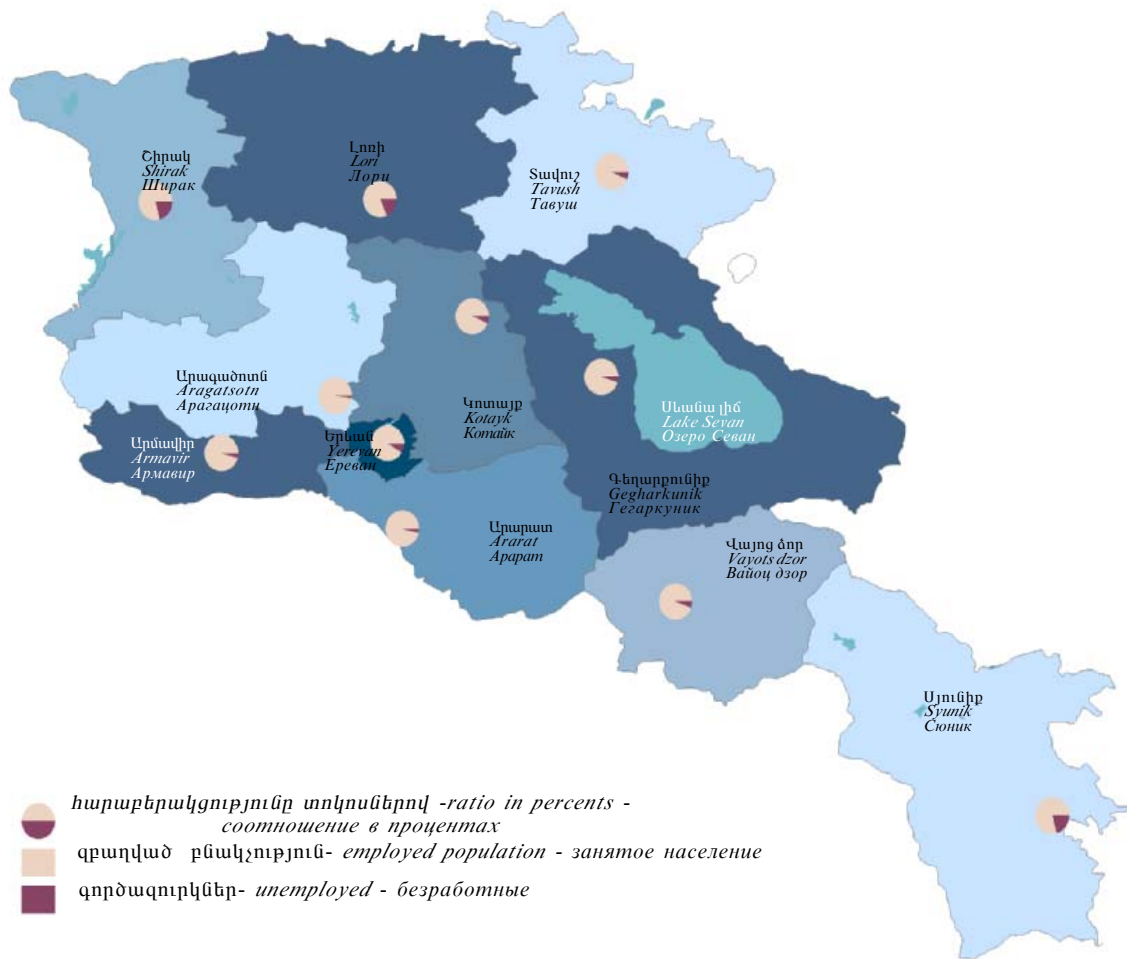 Շիրակ
Shirak
Ширак
Լոռի
Lori
Лори
Տավուշ
Tavush
Тавуш
Արագածոտն
Aragatsotn
Арагацотн
Կոտայք
Kotayk
Котайк
Սևանա լիճ
Lake Sevan
Озеро Севан
Արմավիր
Armavir
Армавир
Երևան
Yerevan
Ереван
Գեղարքունիք
Gegharkunik
Гегаркуник
Արարատ
Ararat
Арарат
Վայոց ձոր
Vayots dzor
Вайоц дзор
Սյունիք
Syunik
Сюник
հարաբերակցությունը տոկոսներով -ratio in percents -
соотношение в процентах
զբաղված բնակչություն- employed population - занятое население
գործազուրկներ- unemployed - безработные